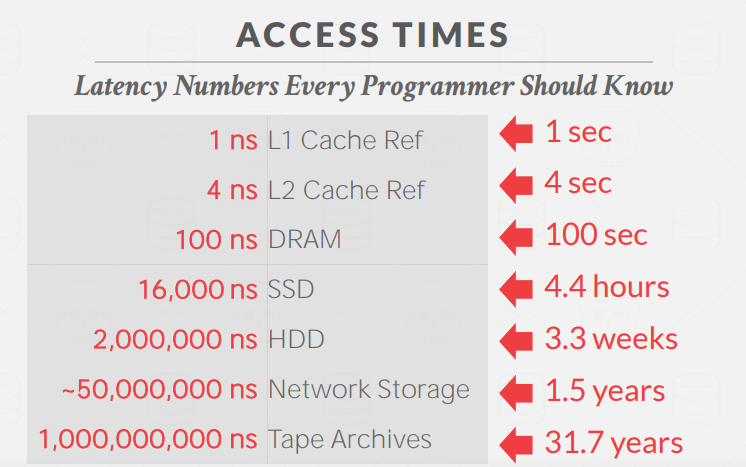 ACCESS TIMES
Latency Numbers Every Programmer Should Know
1 ns L1 Cache Ref 1 sec
4 ns L2 Cache Ref 4 sec
100 ns DRAM 100 sec
16,000 ns SSD 4.4 hours
2,000,000 ns HDD 3.3 weeks
~50,000,000 ns Network Storage 1.5 years
1,000,000,000 ns Tape Archives 31.7 years